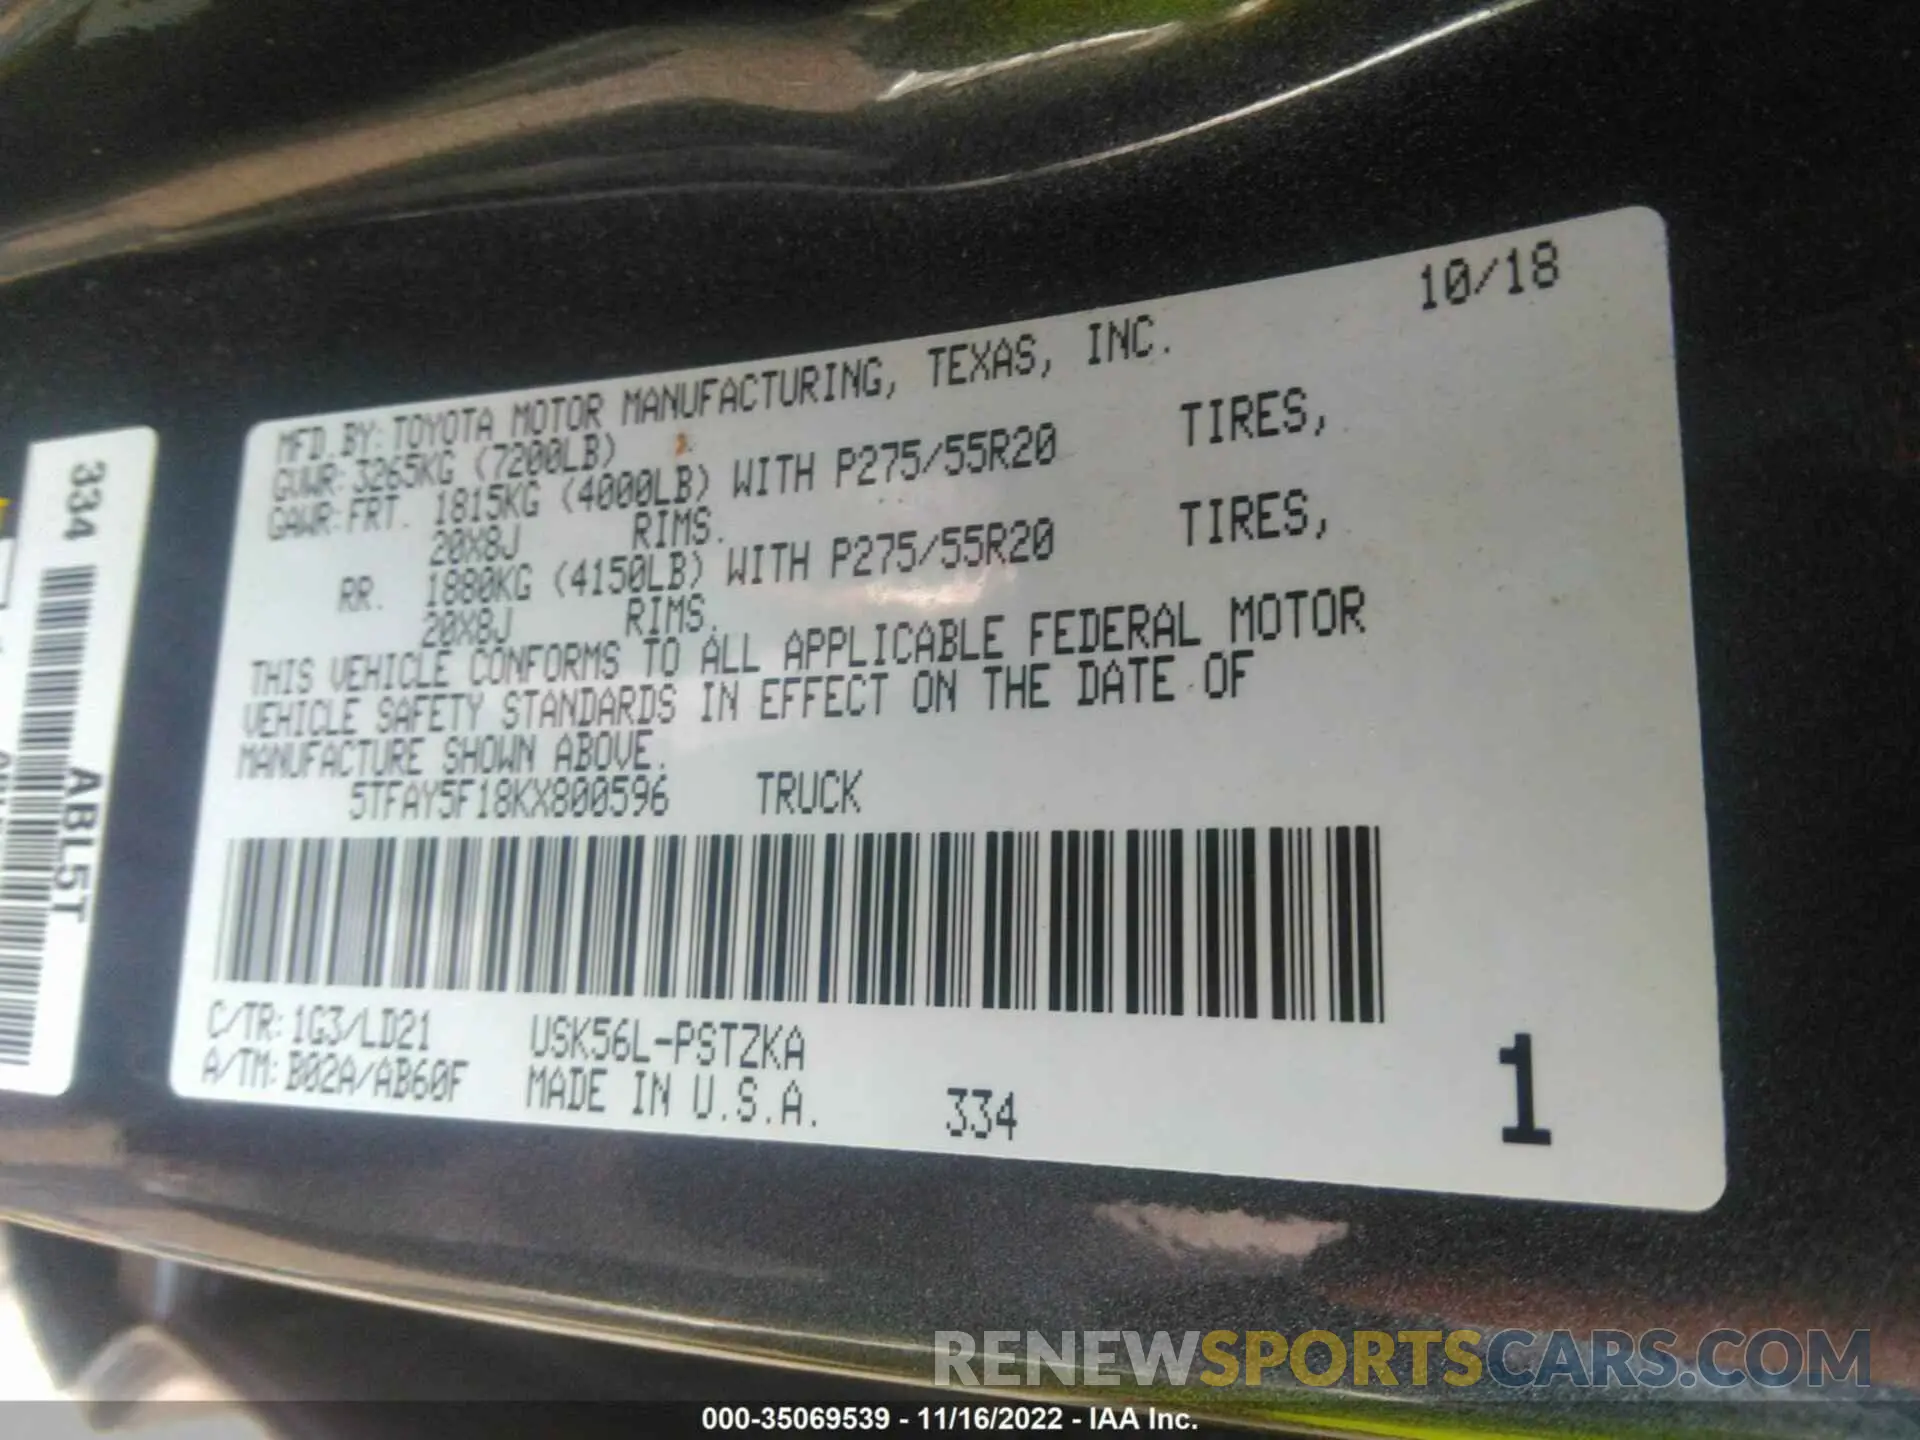 10/18
MFD.BY:TOYOTA MOTOR MANUFACTURING, TEXAS, INC.
GVWR:3265KG (7200LB)
GAWR:FRT. 1815KG (4000LB) WITH P275/55R20 TIRES,
20X8J RIMS.
RR. 1880KG (4150LB) WITH P275/55R20 TIRES,
20X8J RIMS.
THIS VEHICLE CONFORMS TO ALL APPLICABLE FEDERAL MOTOR
VEHICLE SAFETY STANDARDS IN EFFECT ON THE DATE OF
MANUFACTURE SHOWN ABOVE.
5TFAY5F18KX800596 TRUCK
C/TR:1G3/LD21 USK56L-PSTZKA
A/TM:B02A/AB60F MADE IN U.S.A. 334 1
334
ABL5T
RENEWSPORTSCARS.COM
000-35069539 - 11/16/2022 - IAA Inc.